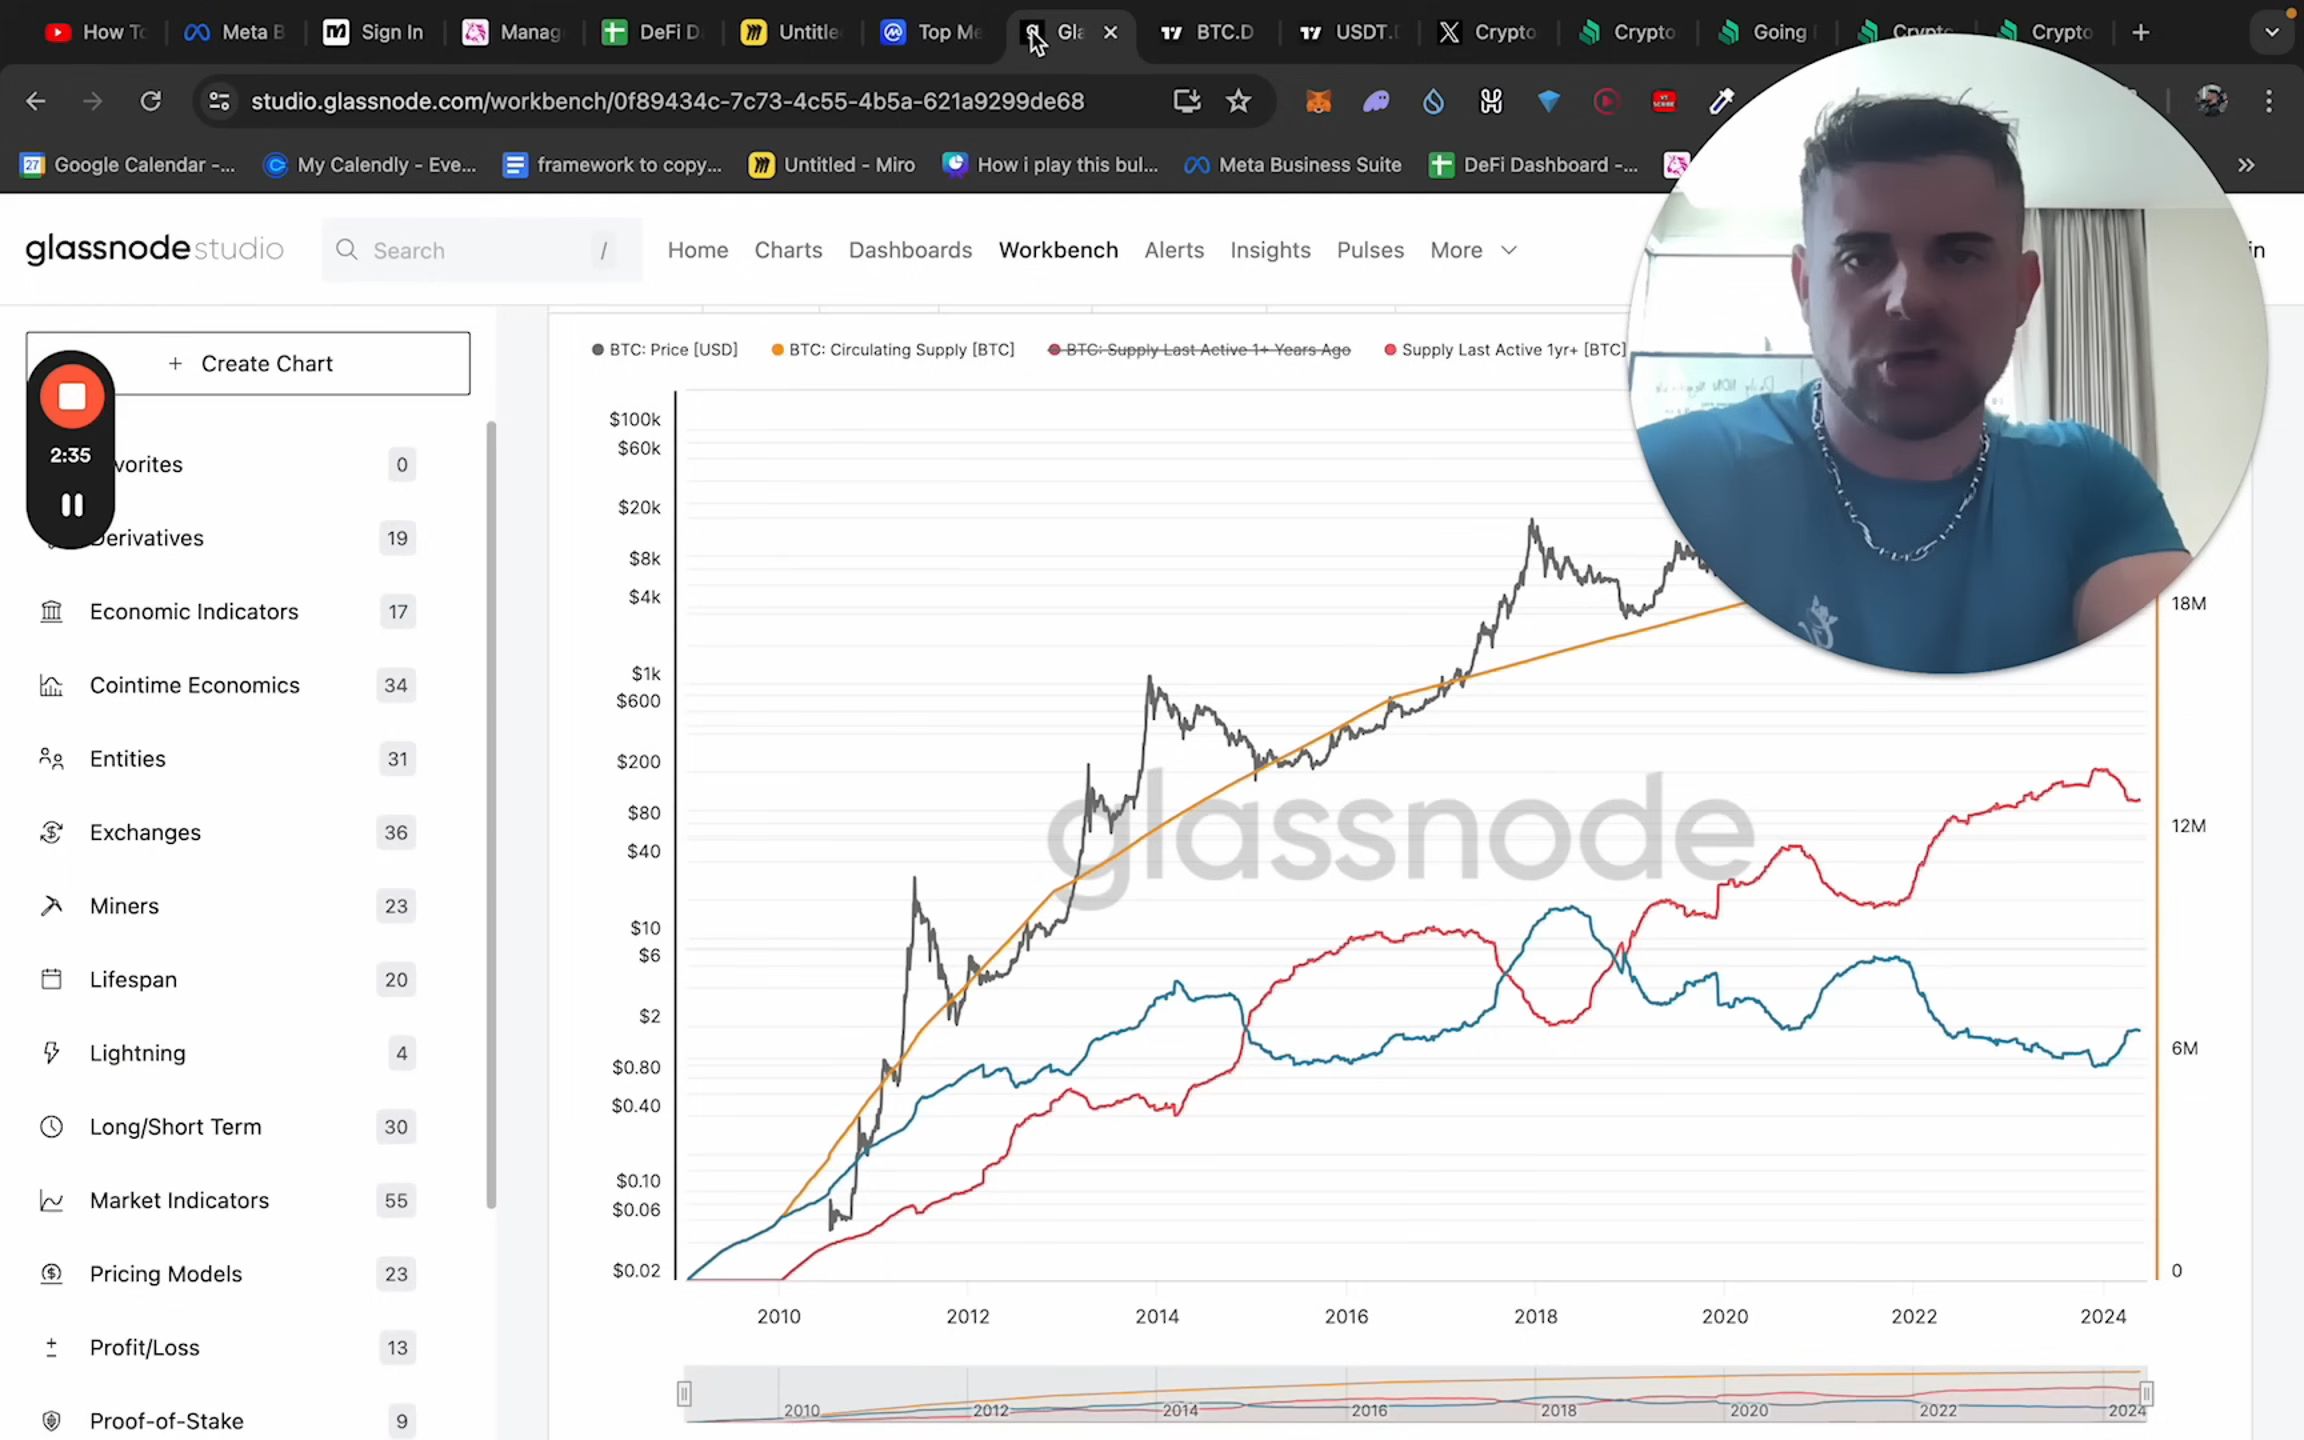 How To
Meta B
Sign In
Manag
DeFi D
Untitle
Top Me
Gla
BTC.D
USDT.
Crypto
Crypto
Going
Crypto
Crypto
studio.glassnode.com/workbench/0f89434c-7c73-4c55-4b5a-621a9299de68
27 Google Calendar -...
My Calendly - Eve...
framework to copy...
Untitled - Miro
How i play this bul...
Meta Business Suite
DeFi Dashboard -...
glassnodestudio
Search /
Home
Charts
Dashboards
Workbench
Alerts
Insights
Pulses
More
in
+ Create Chart
2:35
vorites 0
Derivatives 19
Economic Indicators 17
Cointime Economics 34
Entities 31
Exchanges 36
Miners 23
Lifespan 20
Lightning 4
Long/Short Term 30
Market Indicators 55
Pricing Models 23
Profit/Loss 13
Proof-of-Stake 9
BTC: Price [USD]
BTC: Circulating Supply [BTC]
BTC: Supply Last Active 1+ Years Ago
Supply Last Active 1yr+ [BTC]
$100k
$60k
$20k
$8k
$4k
$1k
$600
$200
$80
$40
$10
$6
$2
$0.80
$0.40
$0.10
$0.06
$0.02
18M
12M
6M
0
glassnode
2010 2012 2014 2016 2018 2020 2022 2024
2010 2012 2014 2016 2018 2020 2022 2024